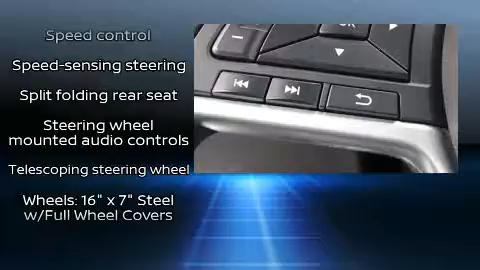 Speed control
Speed-sensing steering
Split folding rear seat
Steering wheel
mounted audio controls
Telescoping steering wheel
Wheels: 16" x 7" Steel
w/Full Wheel Covers
OK